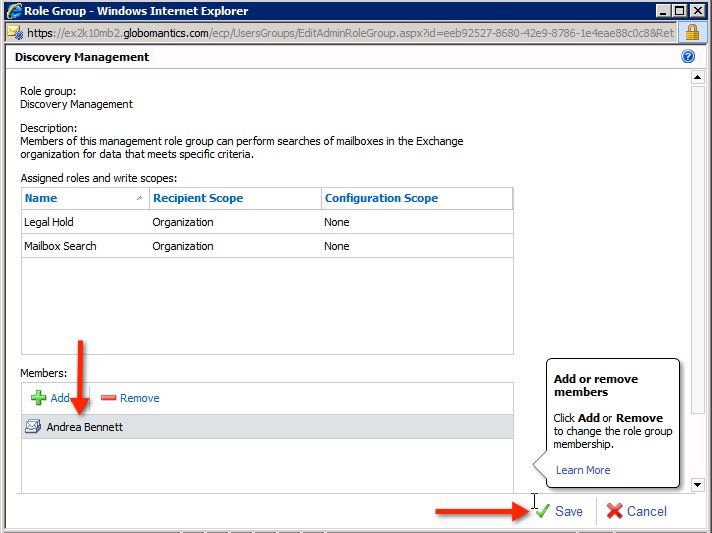 Role Group - Windows Internet Explorer
https://ex2k10mb2.globomantics.com/ecp/UsersGroups/EditAdminRoleGroup.aspx?id=eeb92527-8680-42e9-8786-1e4eae88c0c8&Ret
Discovery Management
Role group:
Discovery Management
Description:
Members of this management role group can perform searches of mailboxes in the Exchange
organization for data that meets specific criteria.
Assigned roles and write scopes:
Name Recipient Scope Configuration Scope
Legal Hold Organization None
Mailbox Search Organization None
Members:
Add Remove
Andrea Bennett
Add or remove
members
Click Add or Remove
to change the role group
membership.
Learn More
Save Cancel